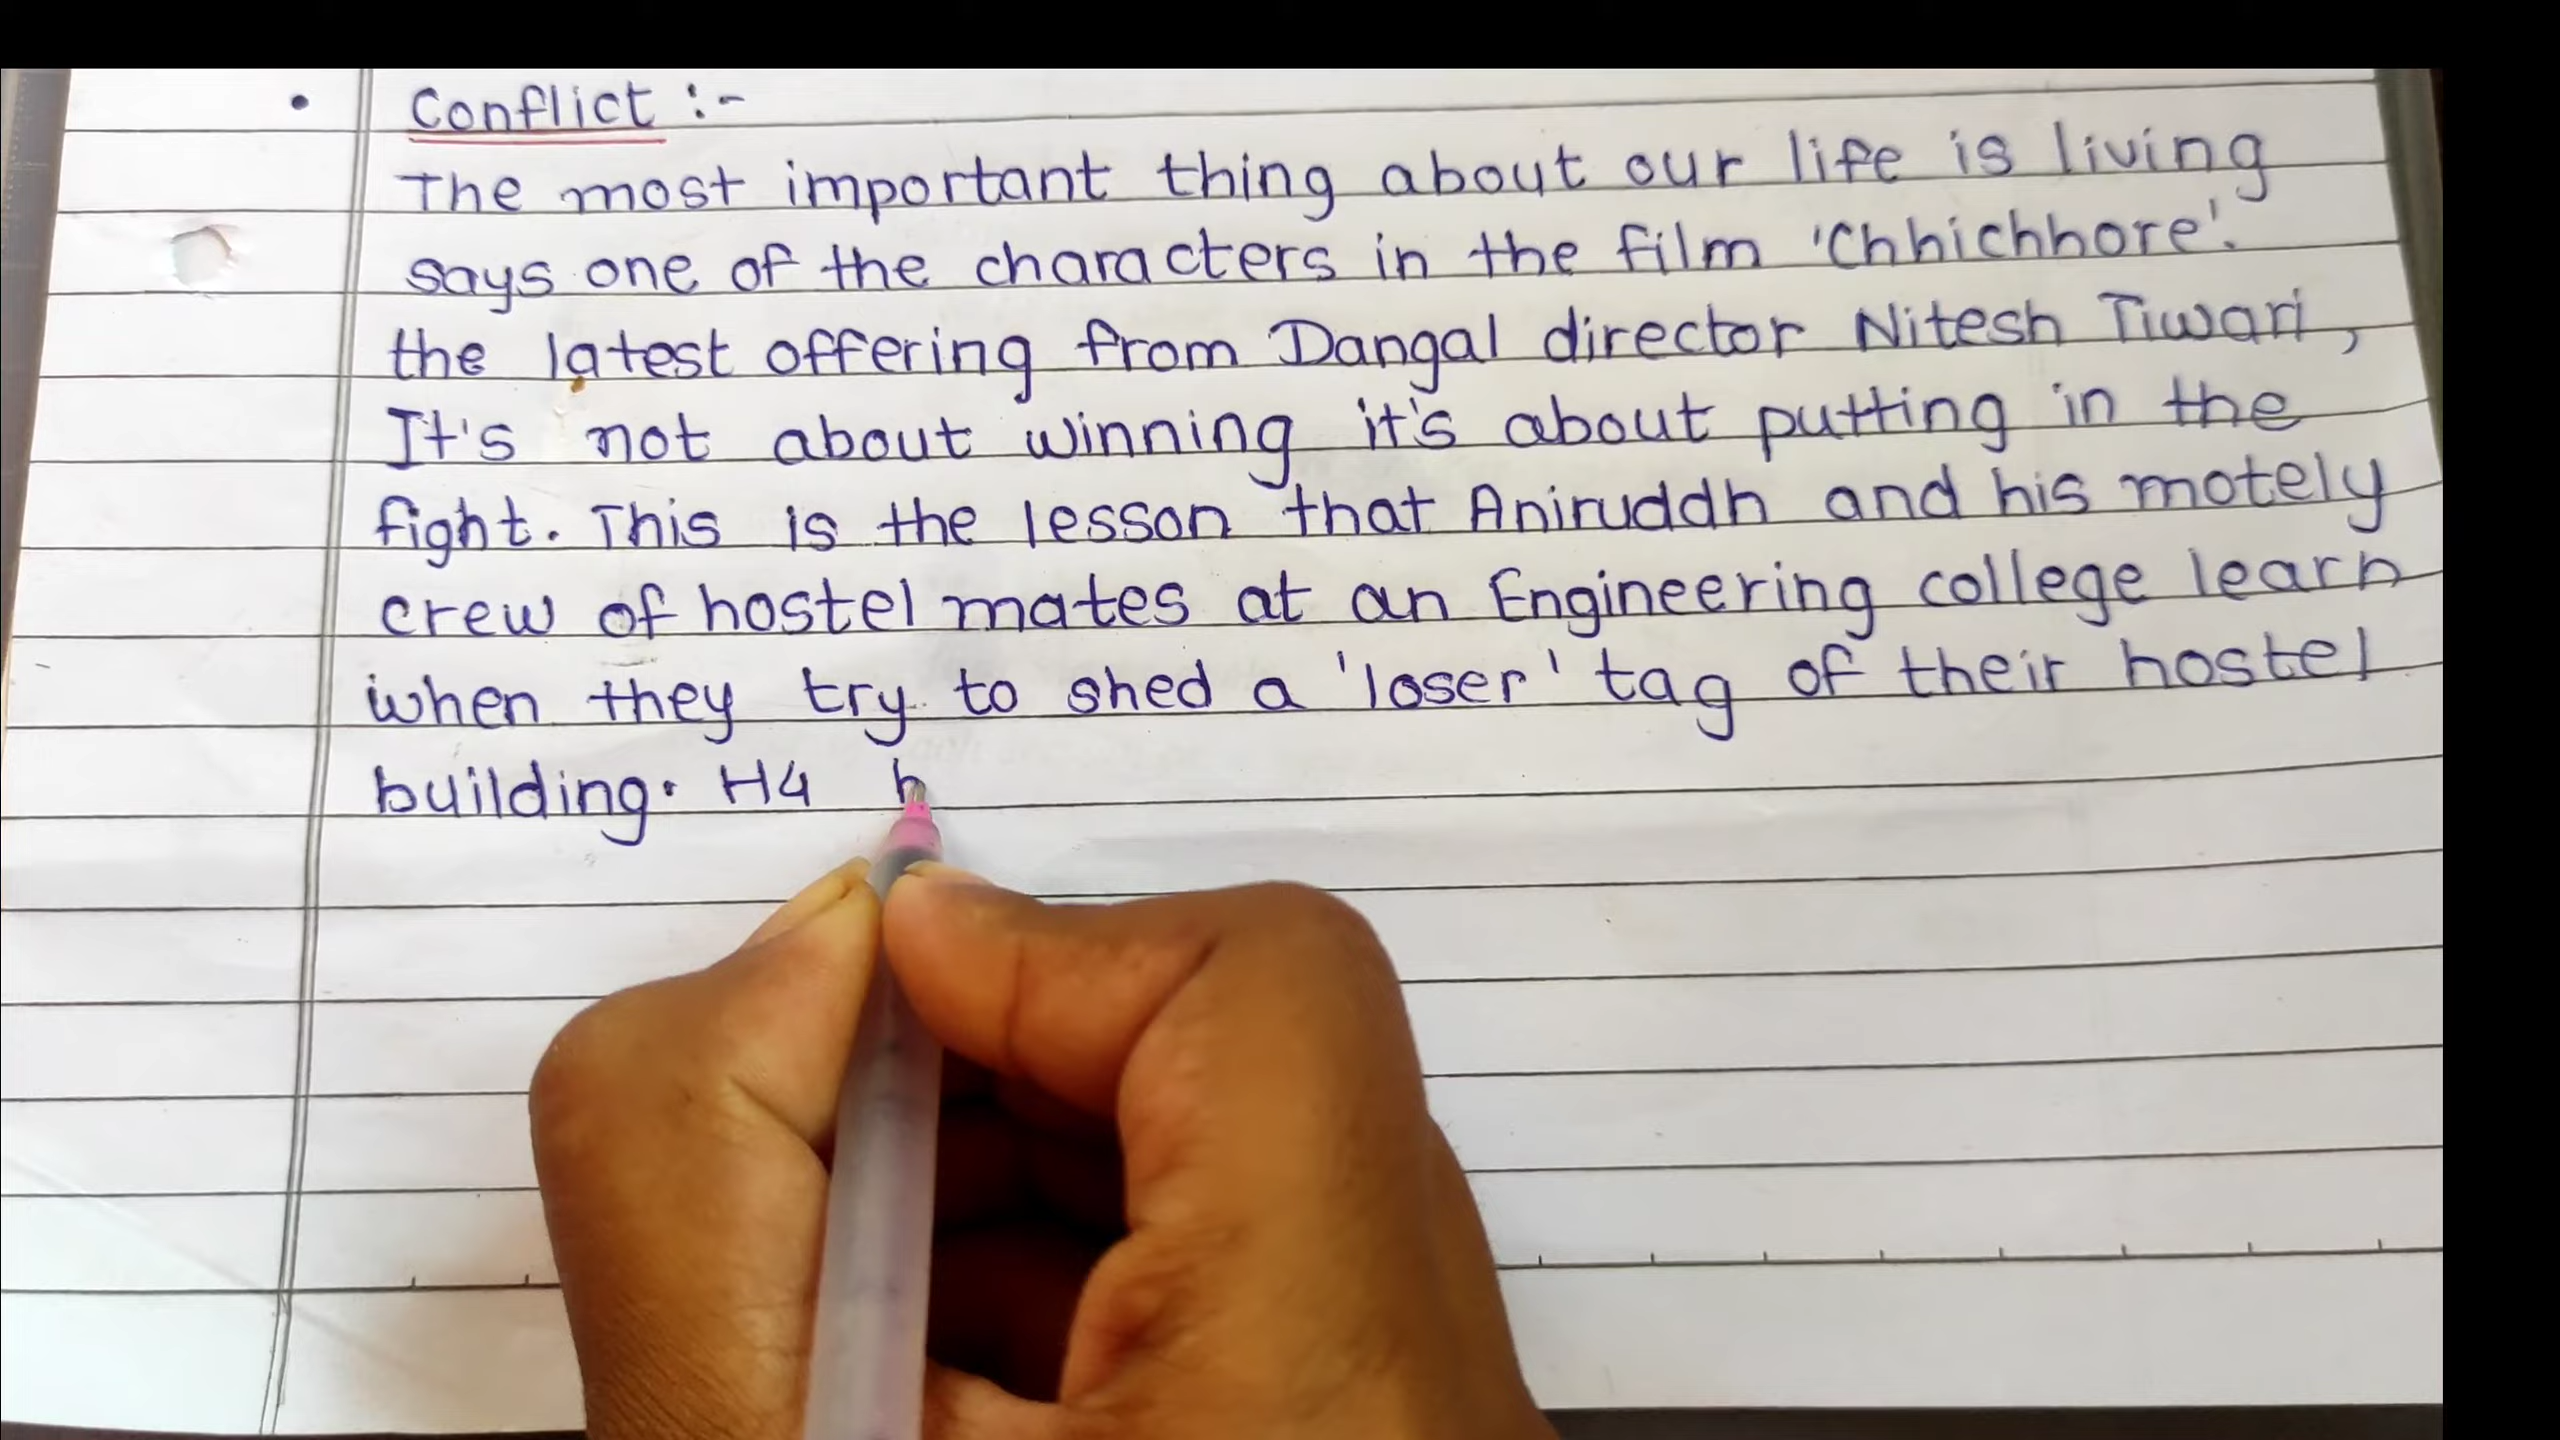 • Conflict :-
The most important thing about our life is living
says one of the characters in the film 'Chhichhore'.
the latest offering from Dangal director Nitesh Tiwari,
It's not about winning it's about putting in the
fight. This is the lesson that Aniruddh and his motely
crew of hostel mates at an Engineering college learn
when they try to shed a 'loser' tag of their hostel
building. H4